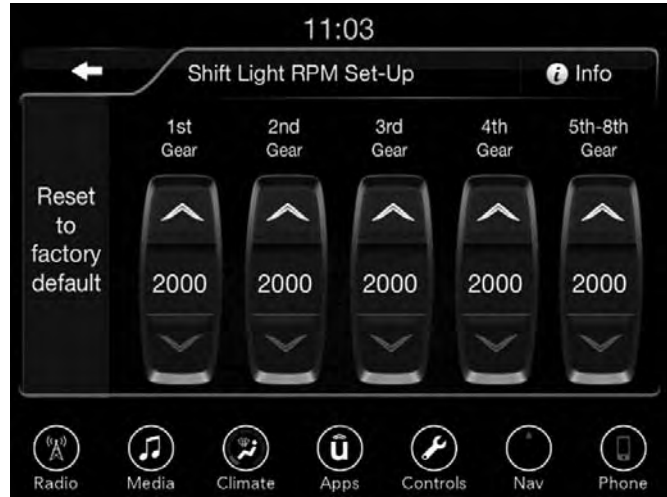 11:03
Shift Light RPM Set-Up
i Info
1st
Gear
2nd
Gear
3rd
Gear
4th
Gear
5th-8th
Gear
Reset
to
factory
default
2000
2000
2000
2000
2000
Radio
Media
Climate
ū
Apps
Controls
Nav
Phone